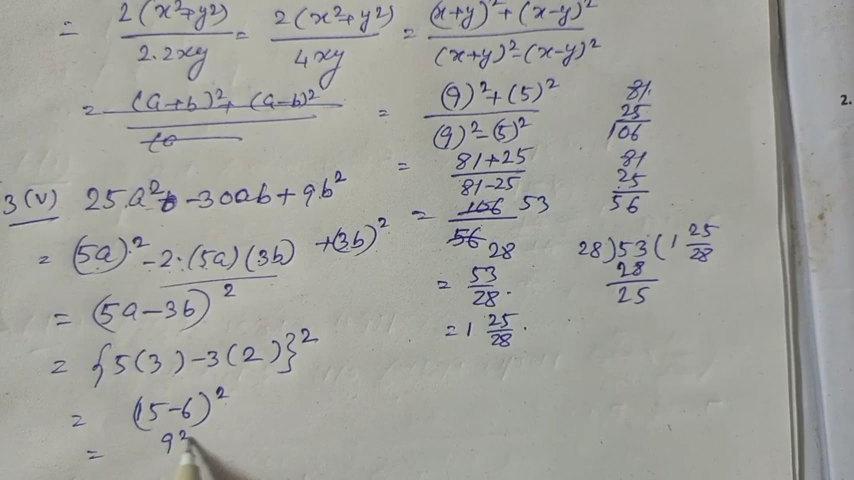 = 2(x²+y²)/2.2xy = 2(x²+y²)/4xy = (x+y)²+(x-y)²/(x+y)²-(x-y)²
= (a+b)²+(a-b)²/
= (9)²+(5)²/(9)²-(5)²
= 81+25/81-25
= 106/56 53/28
= 53/28.
= 1 25/28.
81
25
106
81
25
56
28)53(1 25/28
28
25
3(v) 25a²-30ab+9b²
= (5a)²-2.(5a)(3b)+(3b)²
= (5a-3b)²
= {5(3)-3(2)}²
= (15-6)²
= 9²
2.